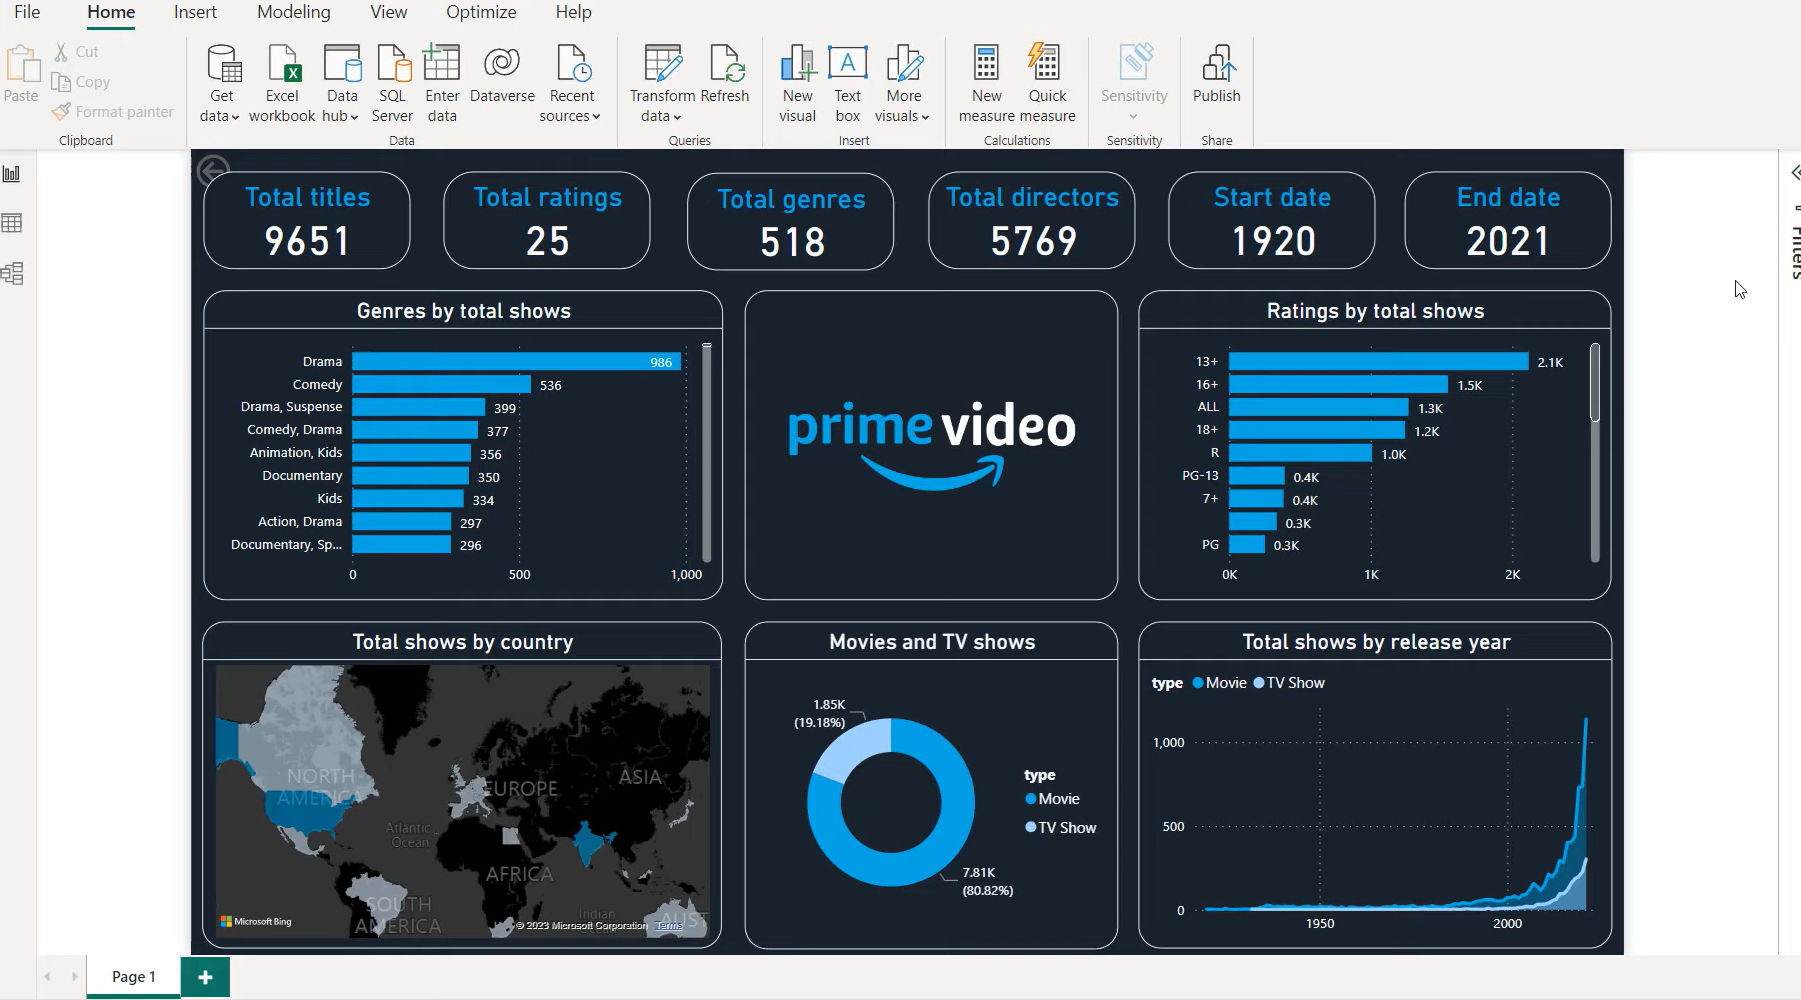 File Home Insert Modeling View Optimize Help
Paste
Cut
Copy
Format painter
Clipboard
Get data
Excel workbook
Data hub
SQL Server
Enter data
Dataverse
Recent sources
Data
Transform data
Refresh
Queries
New visual
Text box
More visuals
Insert
New measure
Quick measure
Calculations
Sensitivity
Sensitivity
Publish
Share
Filters
Total titles
9651
Total ratings
25
Total genres
518
Total directors
5769
Start date
1920
End date
2021
Genres by total shows
Drama 986
Comedy 536
Drama, Suspense 399
Comedy, Drama 377
Animation, Kids 356
Documentary 350
Kids 334
Action, Drama 297
Documentary, Sp... 296
0 500 1,000
prime video
Ratings by total shows
13+ 2.1K
16+ 1.5K
ALL 1.3K
18+ 1.2K
R 1.0K
PG-13 0.4K
7+ 0.4K
0.3K
PG 0.3K
0K 1K 2K
Total shows by country
NORTH AMERICA
EUROPE
ASIA
Atlantic Ocean
AFRICA
SOUTH AMERICA
Indian
AUST
Microsoft Bing
© 2023 Microsoft Corporation Terms
Movies and TV shows
1.85K
(19.18%)
type
Movie
TV Show
7.81K
(80.82%)
Total shows by release year
type Movie TV Show
1,000
500
0
1950 2000
Page 1